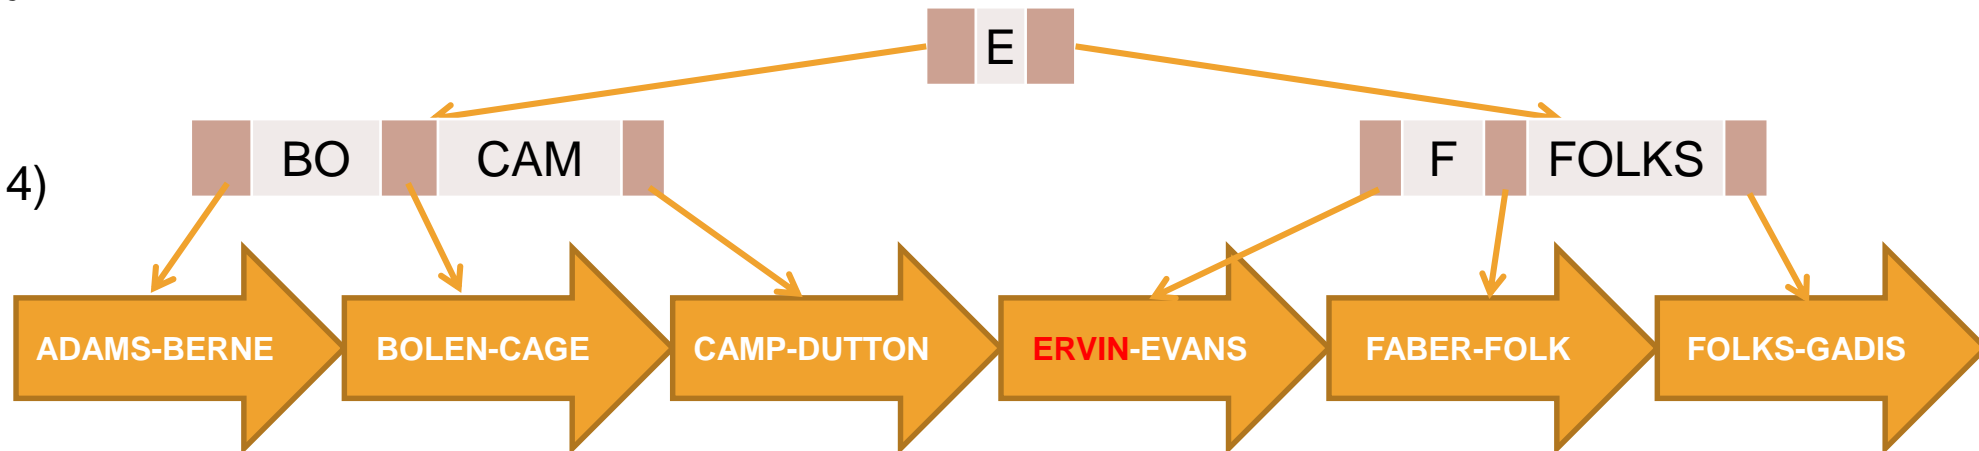 E
BO CAM
F FOLKS
4)
ADAMS-BERNE
BOLEN-CAGE
CAMP-DUTTON
ERVIN-EVANS
FABER-FOLK
FOLKS-GADIS